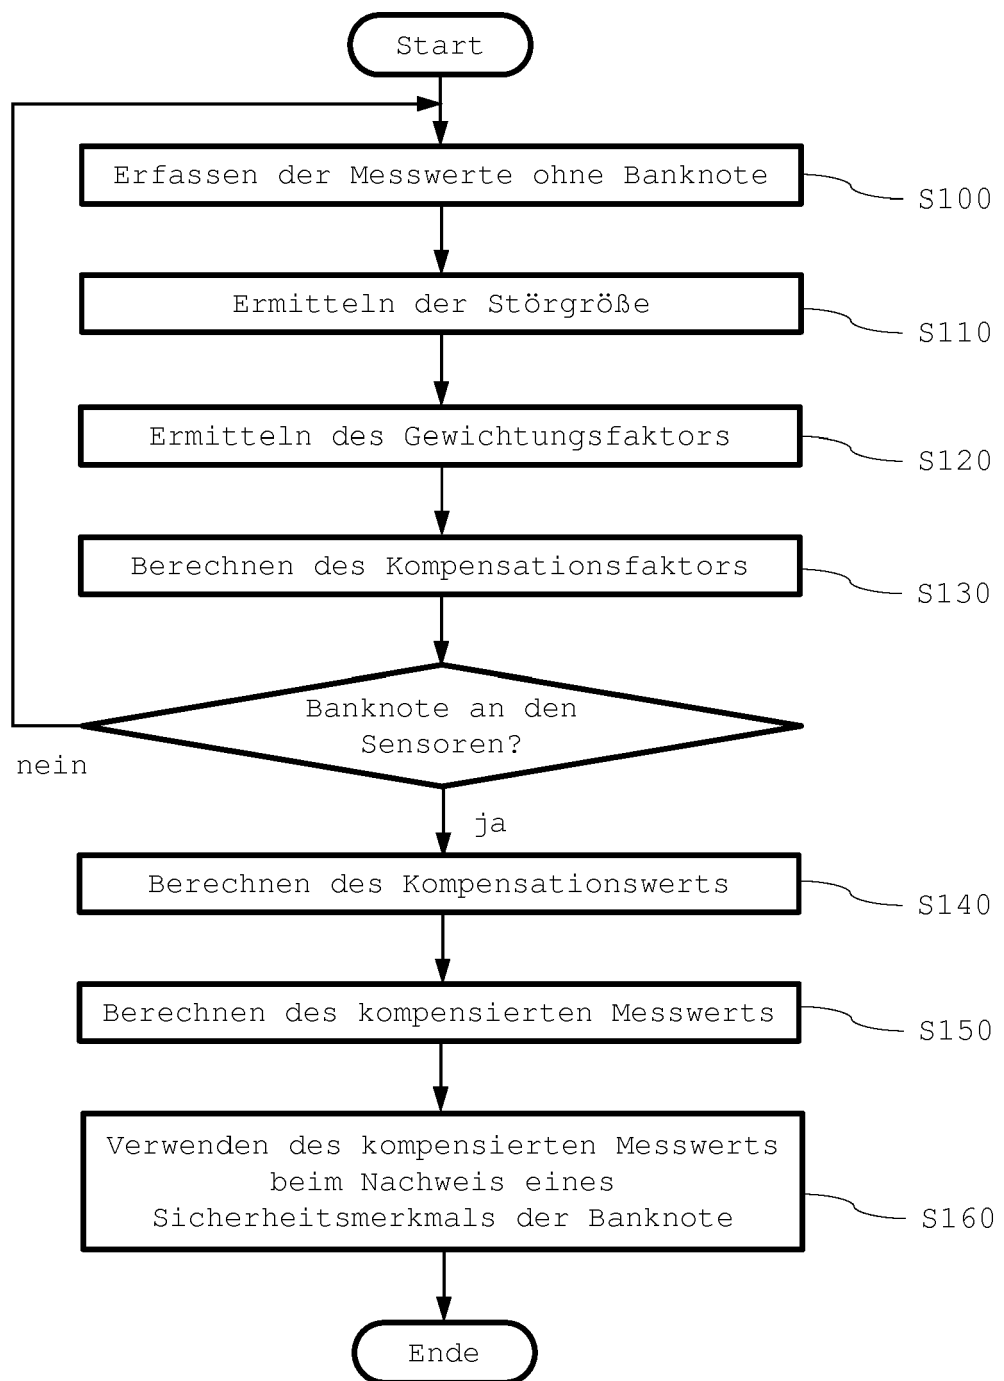 Start
Erfassen der Messwerte ohne Banknote
S100
Ermitteln der Störgröße
S110
Ermitteln des Gewichtungsfaktors
S120
Berechnen des Kompensationsfaktors
S130
Banknote an den
Sensoren?
nein
ja
Berechnen des Kompensationswerts
S140
Berechnen des kompensierten Messwerts
S150
Verwenden des kompensierten Messwerts
beim Nachweis eines
Sicherheitsmerkmals der Banknote
S160
Ende